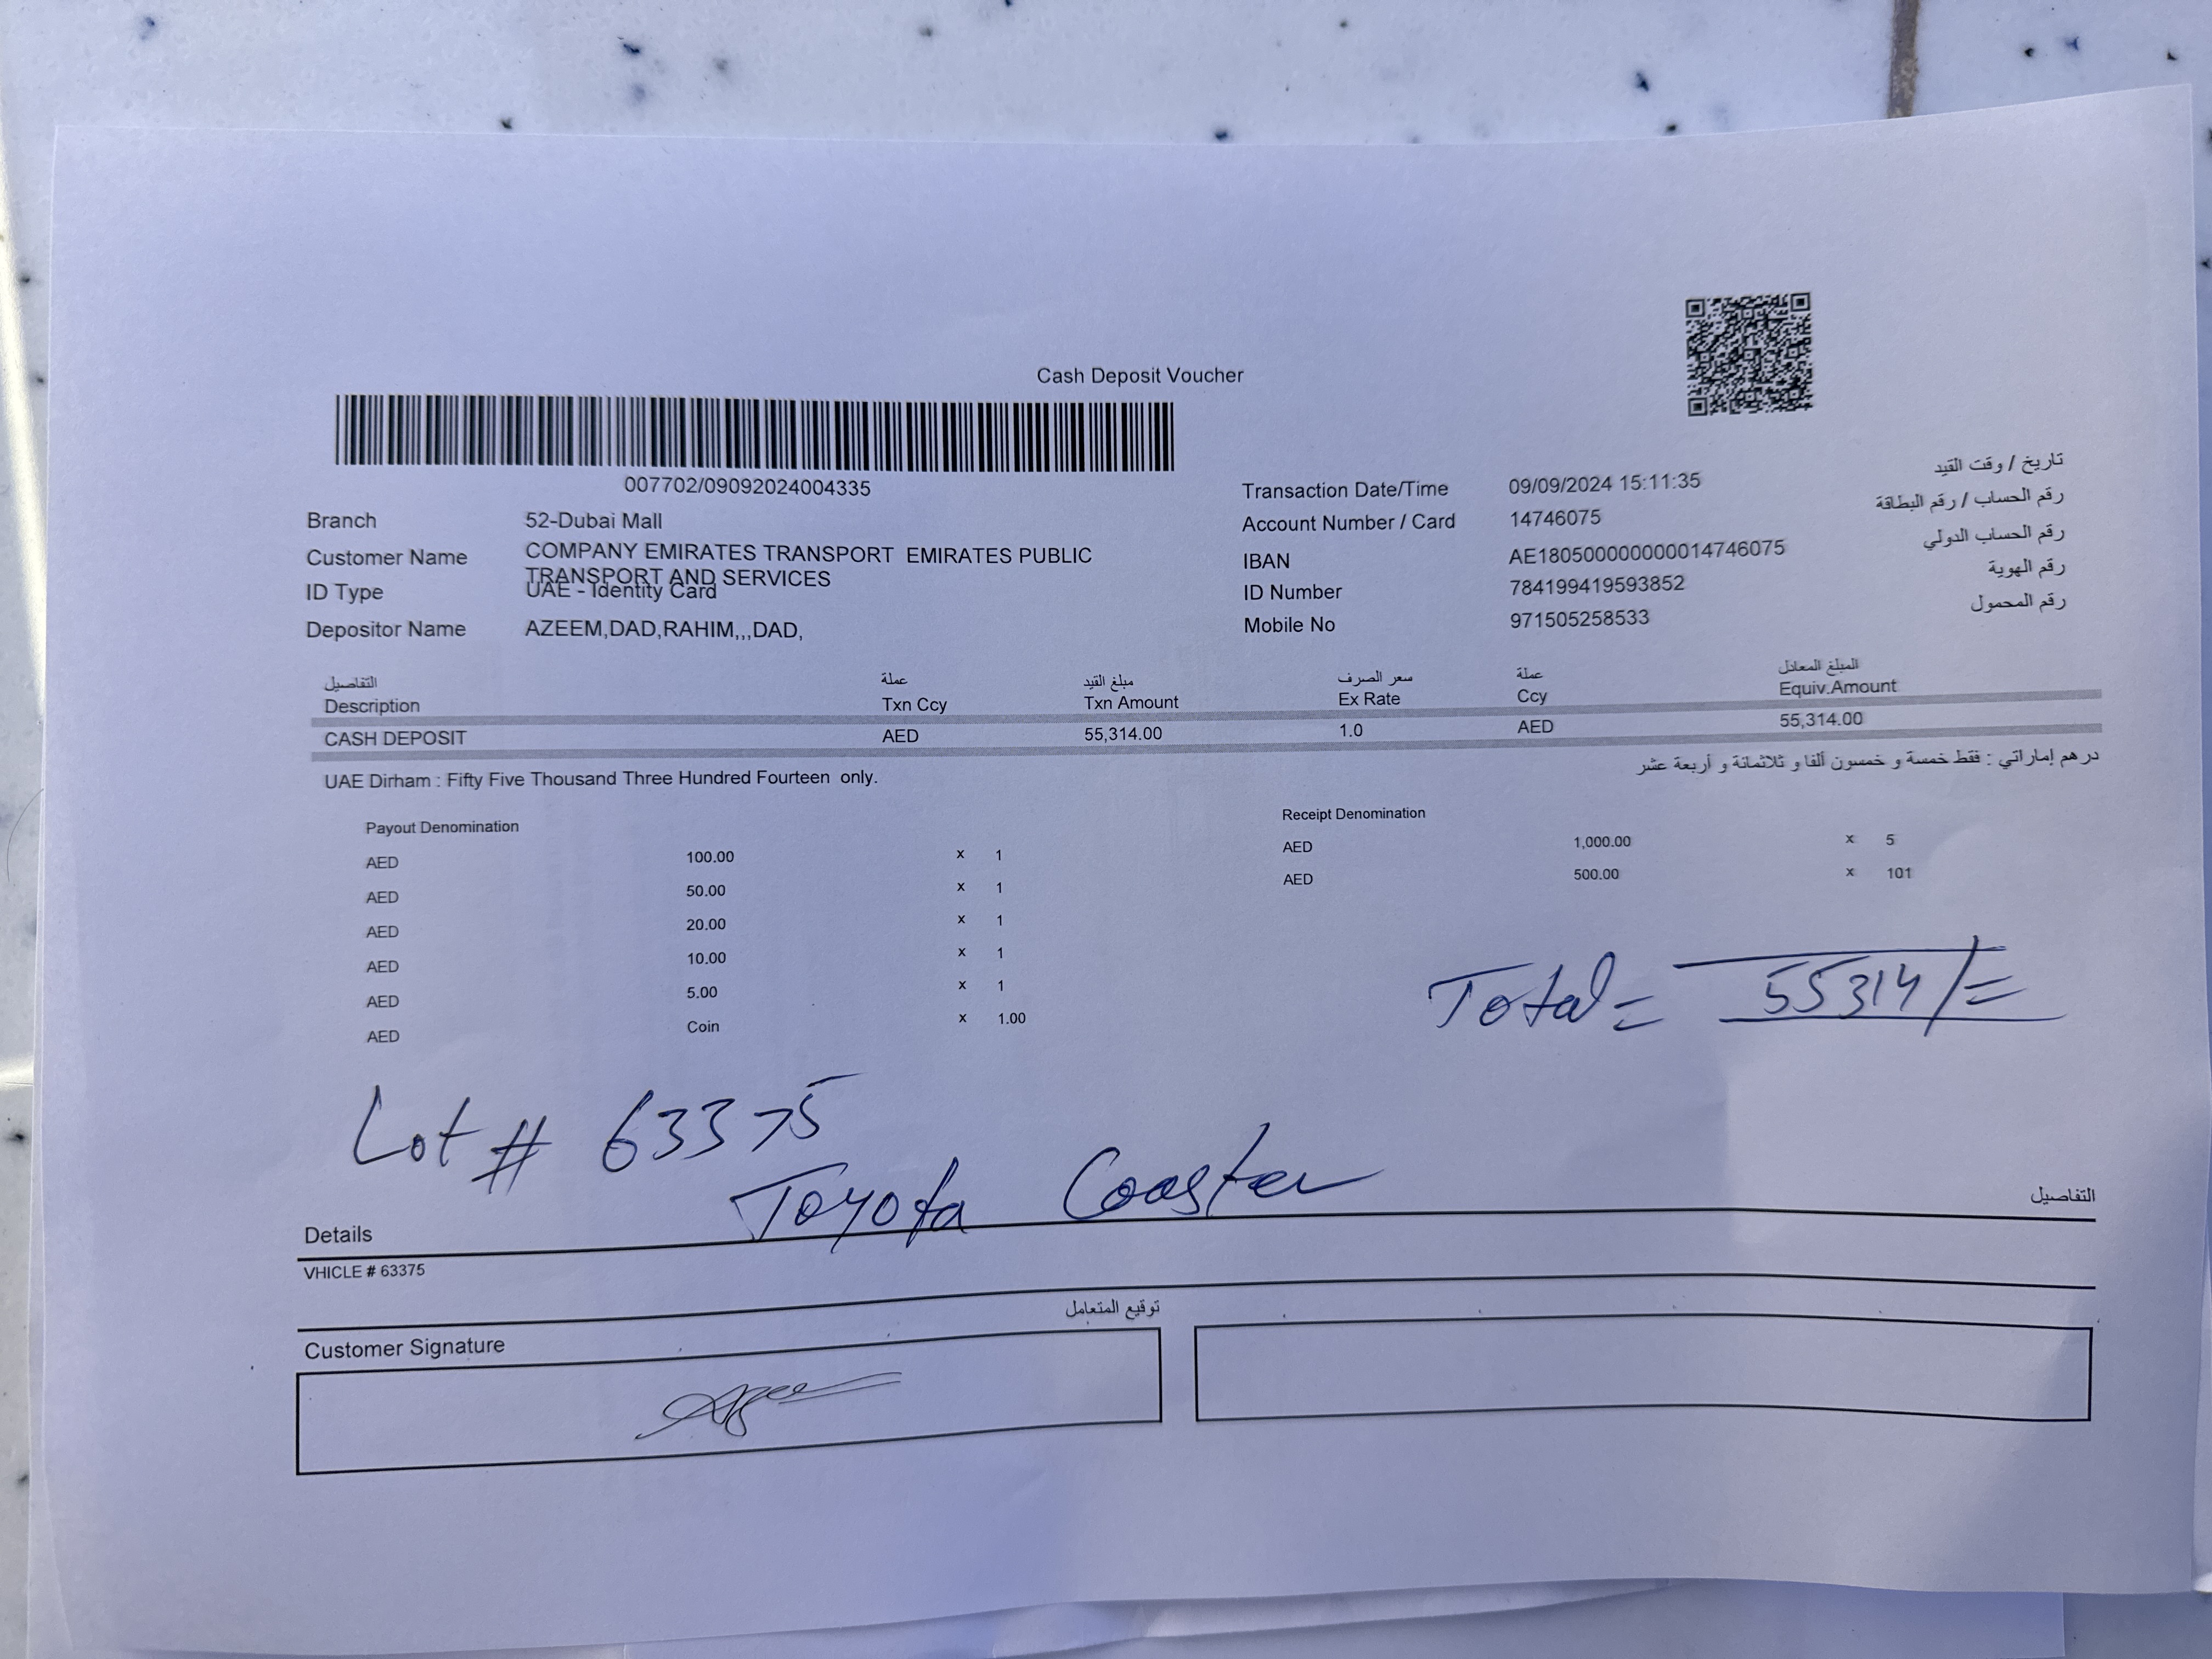 Cash Deposit Voucher
007702/09092024004335
Transaction Date/Time 09/09/2024 15:11:35 تاريخ / وقت القيد
Branch 52-Dubai Mall
Account Number / Card 14746075 رقم الحساب / رقم البطاقة
Customer Name COMPANY EMIRATES TRANSPORT EMIRATES PUBLIC
TRANSPORT AND SERVICES
IBAN AE180500000000014746075 رقم الحساب الدولي
ID Type UAE - Identity Card
ID Number 784199419593852 رقم الهوية
Depositor Name AZEEM,DAD,RAHIM,,,DAD,
Mobile No 971505258533 رقم المحمول
التفاصيل عملة مبلغ القيد سعر الصرف عملة المبلغ المعادل
Description Txn Ccy Txn Amount Ex Rate Ccy Equiv.Amount
CASH DEPOSIT AED 55,314.00 1.0 AED 55,314.00
UAE Dirham : Fifty Five Thousand Three Hundred Fourteen only.
درهم إماراتي : فقط خمسة و خمسون ألفا و ثلاثمائة و أربعة عشر
Payout Denomination
AED 100.00 x 1
AED 50.00 x 1
AED 20.00 x 1
AED 10.00 x 1
AED 5.00 x 1
AED Coin x 1.00
Receipt Denomination
AED 1,000.00 x 5
AED 500.00 x 101
Total = 55314/=
Lot # 63375
Toyota Coaster
Details التفاصيل
VHICLE # 63375
Customer Signature توقيع المتعامل